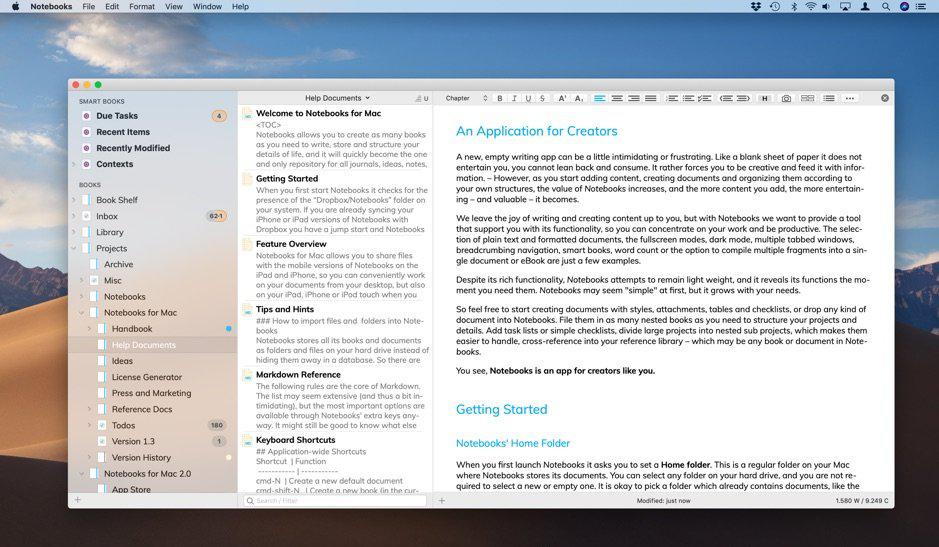 Notebooks File Edit Format View Window Help
SMART BOOKS
Due Tasks 4
Recent Items
Recently Modified
Contexts
BOOKS
Book Shelf
Inbox 62·1
Library
Projects
Archive
Misc
Notebooks
Notebooks for Mac
Handbook
Help Documents
Ideas
License Generator
Press and Marketing
Reference Docs
Todos 180
Version 1.3 1
Version History
Notebooks for Mac 2.0
App Store
Help Documents
Welcome to Notebooks for Mac
<TOC>
Notebooks allows you to create as many books
as you need to write, store and structure your
details of life, and it will quickly become the one
and only repository for all journals, ideas, notes,
Getting Started
When you first start Notebooks it checks for the
presence of the "Dropbox/Notebooks" folder on
your system. If you are already syncing your
iPhone or iPad versions of Notebooks with
Dropbox you have a jump start and Notebooks
Feature Overview
Notebooks for Mac allows you to share files
with the mobile versions of Notebooks on the
iPad and iPhone, so you can conveniently work
on your documents from your desktop, but also
on your iPad, iPhone or iPod touch when you
Tips and Hints
### How to import files and folders into Note-
books
Notebooks stores all its books and documents
as folders and files on your hard drive instead of
hiding them away in a database. So there are
Markdown Reference
The following rules are the core of Markdown.
The list may seem extensive (and thus a bit in-
timidating), but the most important options are
available through Notebooks' extra keys any-
way. It might still be good to know what else
Keyboard Shortcuts
## Application-wide Shortcuts
Shortcut | Function
----------- | -----------
cmd-N | Create a new default document
cmd-shift-N | Create a new book (in the cur-
Search / Filter
Chapter B I U S
An Application for Creators
A new, empty writing app can be a little intimidating or frustrating. Like a blank sheet of paper it does not
entertain you, you cannot lean back and consume. It rather forces you to be creative and feed it with infor-
mation. – However, as you start adding content, creating documents and organizing them according to
your own structures, the value of Notebooks increases, and the more content you add, the more entertain-
ing – and valuable – it becomes.
We leave the joy of writing and creating content up to you, but with Notebooks we want to provide a tool
that support you with its functionality, so you can concentrate on your work and be productive. The selec-
tion of plain text and formatted documents, the fullscreen modes, dark mode, multiple tabbed windows,
breadcrumbing navigation, smart books, word count or the option to compile multiple fragments into a sin-
gle document or eBook are just a few examples.
Despite its rich functionality, Notebooks attempts to remain light weight, and it reveals its functions the mo-
ment you need them. Notebooks may seem "simple" at first, but it grows with your needs.
So feel free to start creating documents with styles, attachments, tables and checklists, or drop any kind of
document into Notebooks. File them in as many nested books as you need to structure your projects and
details. Add task lists or simple checklists, divide large projects into nested sub projects, which makes them
easier to handle, cross-reference into your reference library – which may be any book or document in Note-
books.
You see, Notebooks is an app for creators like you.
Getting Started
Notebooks' Home Folder
When you first launch Notebooks it asks you to set a Home folder. This is a regular folder on your Mac
where Notebooks stores its documents. You can select any folder on your hard drive, and you are not re-
quired to select a new or empty one. It is okay to pick a folder which already contains documents, like the
Modified: just now 1.580 W / 9.249 C